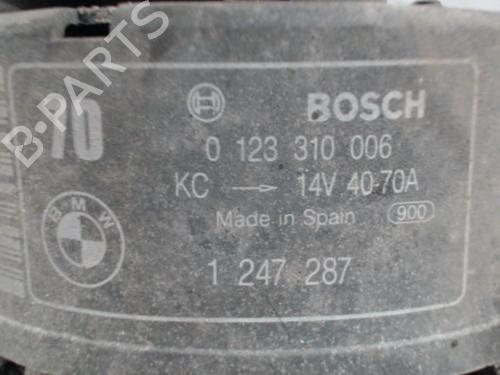 B-PARTS
70
BOSCH
0 123 310 006
KC → 14V 40-70A
Made in Spain 900
BMW
1 247 287